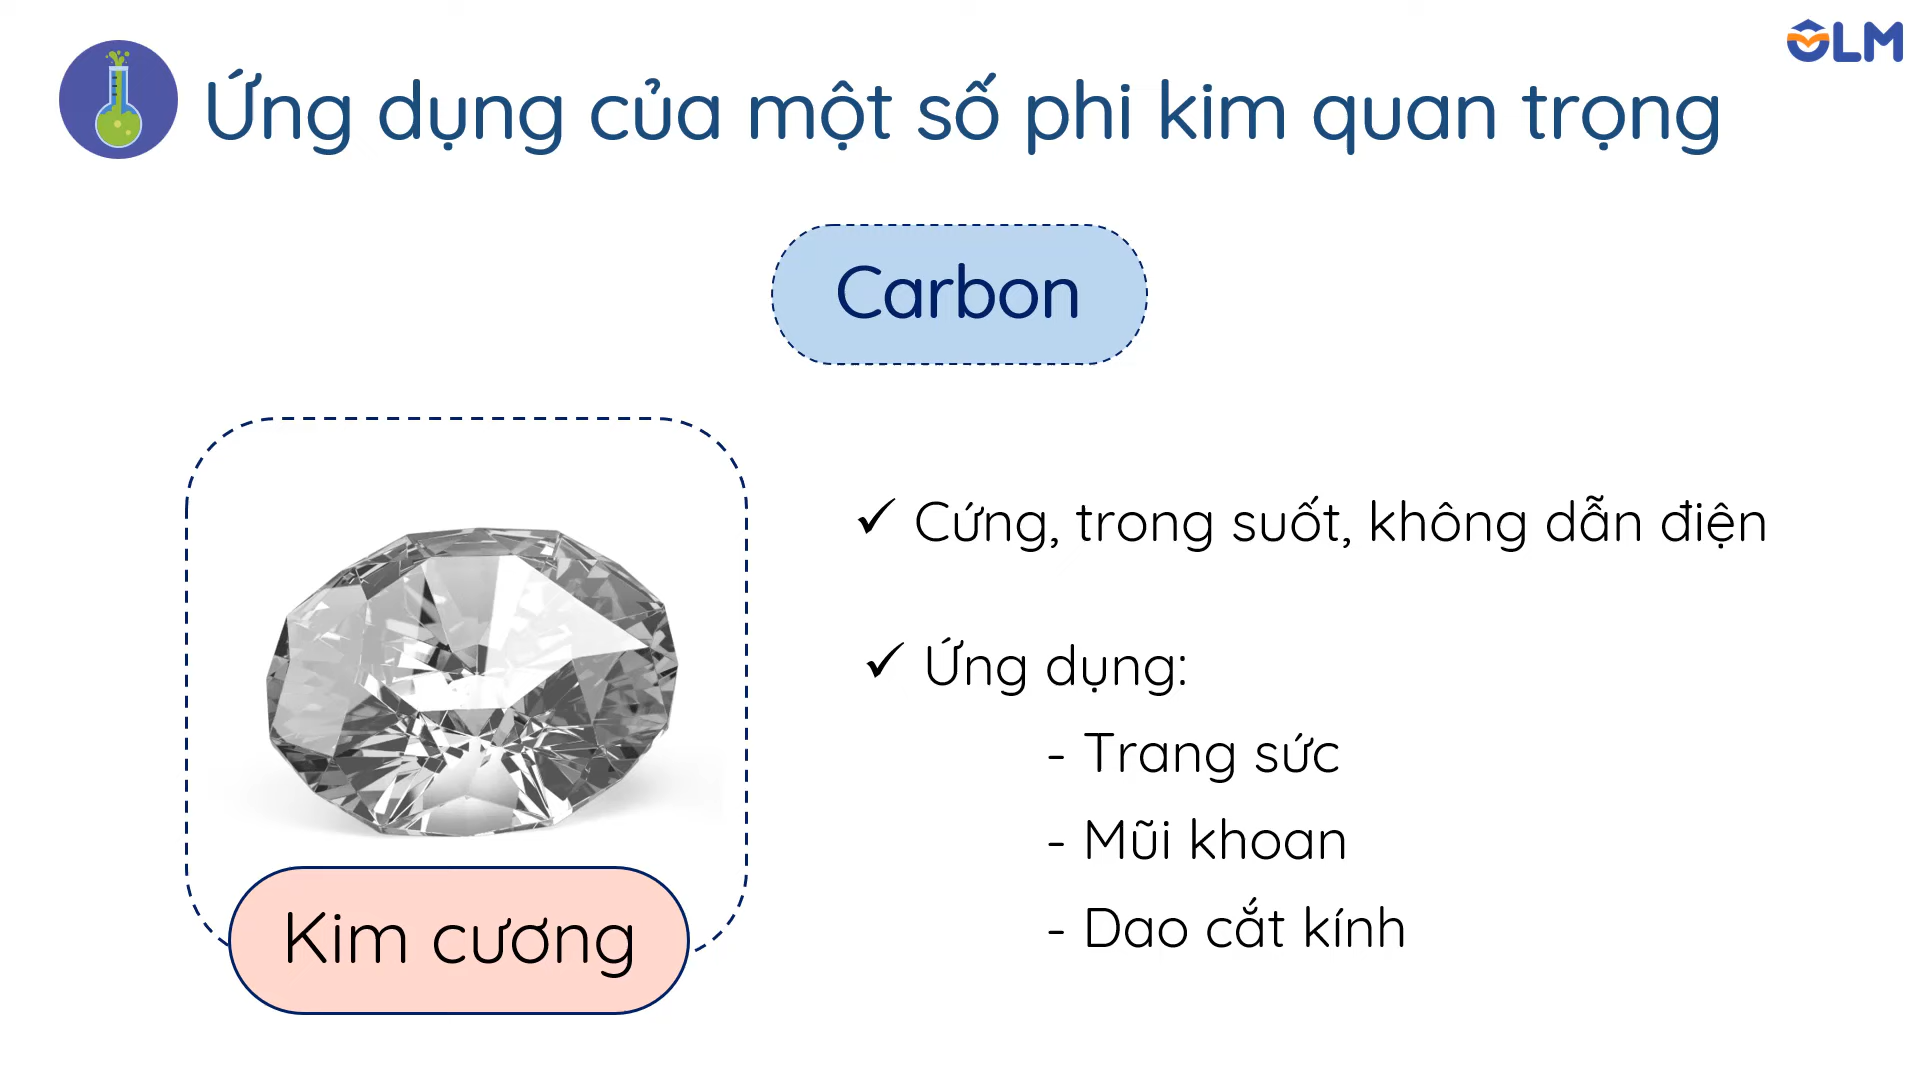 OLM
Ứng dụng của một số phi kim quan trọng
Carbon
✓ Cứng, trong suốt, không dẫn điện
✓ Ứng dụng:
- Trang sức
- Mũi khoan
- Dao cắt kính
Kim cương